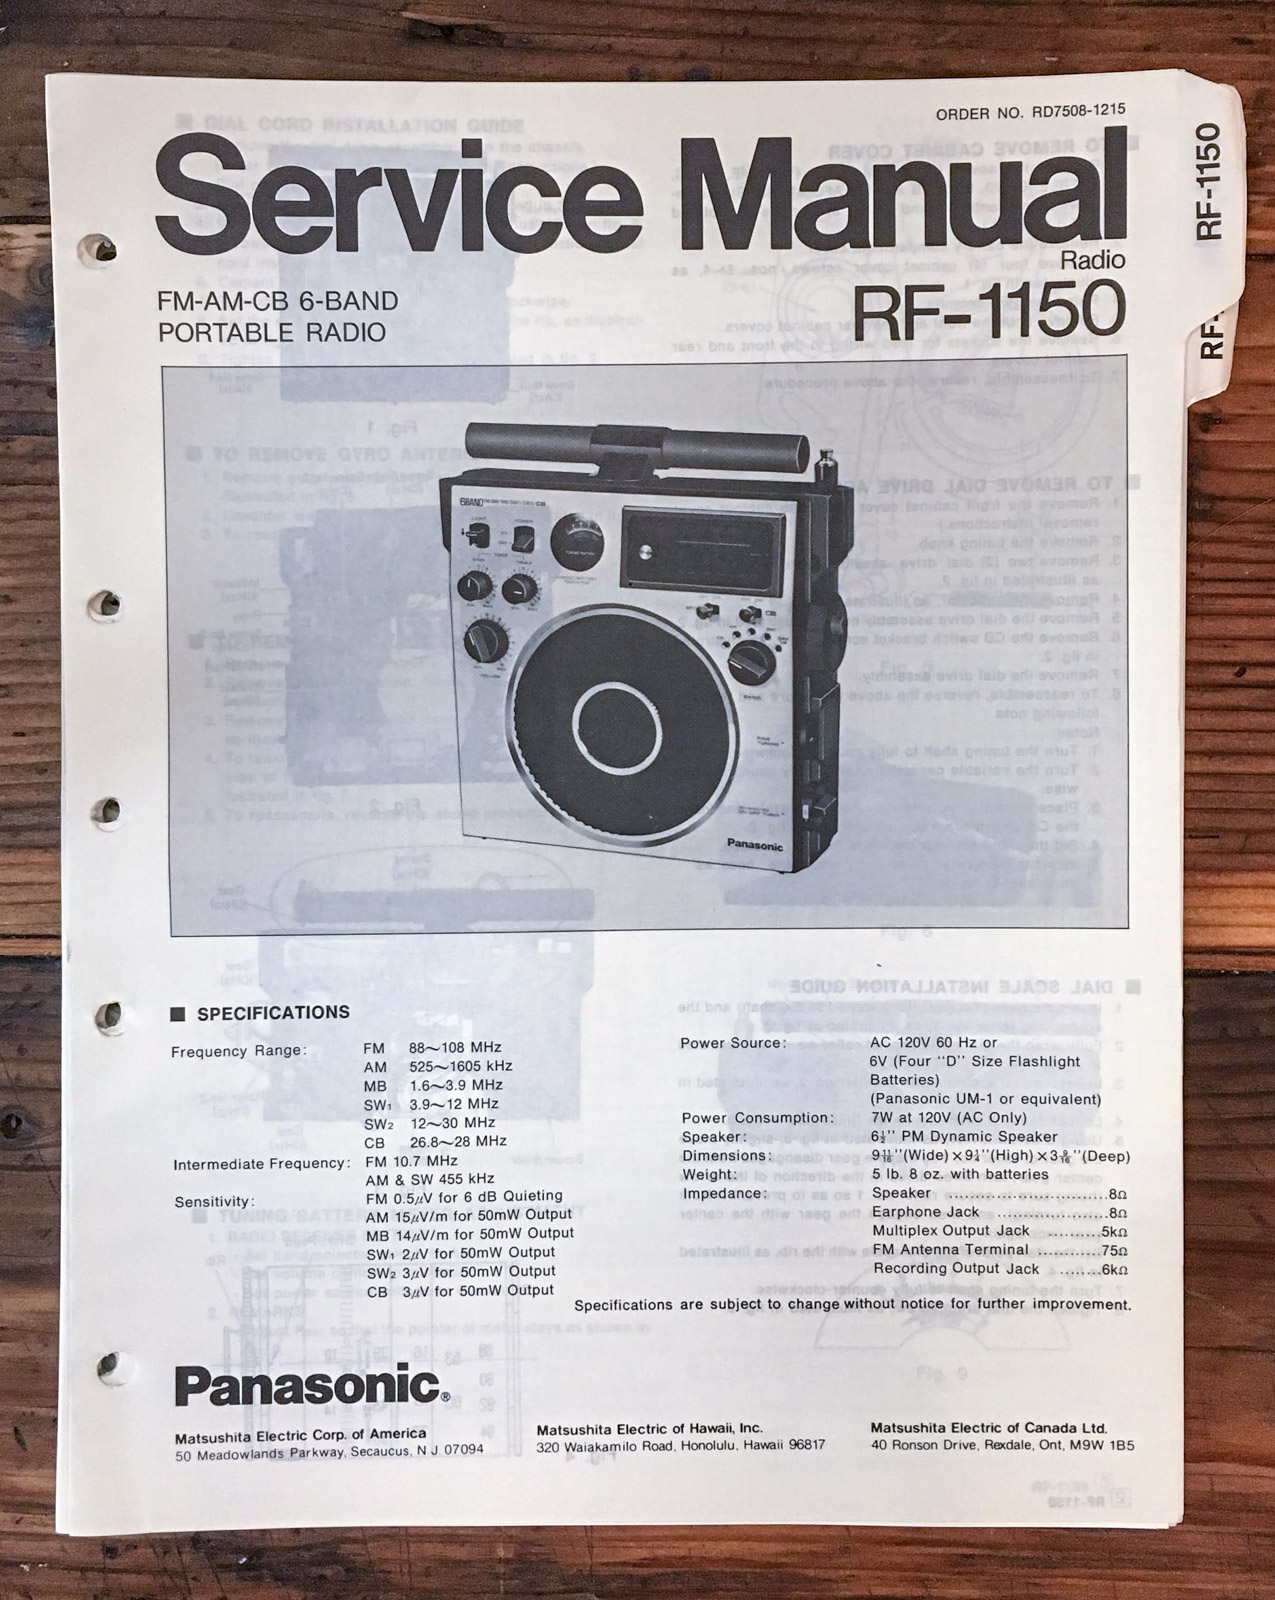 ORDER NO. RD7508-1215
Service Manual
Radio
FM-AM-CB 6-BAND
PORTABLE RADIO
RF-1150
RF-1150
RF-
6BAND
CB
LIGHT
POWER
VOLUME
BAND
Panasonic
■ SPECIFICATIONS
Frequency Range: FM 88~108 MHz
AM 525~1605 kHz
MB 1.6~3.9 MHz
SW1 3.9~12 MHz
SW2 12~30 MHz
CB 26.8~28 MHz
Intermediate Frequency: FM 10.7 MHz
AM & SW 455 kHz
Sensitivity: FM 0.5μV for 6 dB Quieting
AM 15μV/m for 50mW Output
MB 14μV/m for 50mW Output
SW1 2μV for 50mW Output
SW2 3μV for 50mW Output
CB 3μV for 50mW Output
Power Source: AC 120V 60 Hz or
6V (Four "D" Size Flashlight
Batteries)
(Panasonic UM-1 or equivalent)
Power Consumption: 7W at 120V (AC Only)
Speaker: 6½" PM Dynamic Speaker
Dimensions: 9 11/16"(Wide)×9¼"(High)×3 9/16"(Deep)
Weight: 5 lb. 8 oz. with batteries
Impedance: Speaker ........................8Ω
Earphone Jack .................8Ω
Multiplex Output Jack ..........5kΩ
FM Antenna Terminal ...........75Ω
Recording Output Jack .......6kΩ
Specifications are subject to change without notice for further improvement.
Panasonic®
Matsushita Electric Corp. of America
50 Meadowlands Parkway, Secaucus, N J 07094
Matsushita Electric of Hawaii, Inc.
320 Waiakamilo Road, Honolulu, Hawaii 96817
Matsushita Electric of Canada Ltd.
40 Ronson Drive, Rexdale, Ont, M9W 1B5